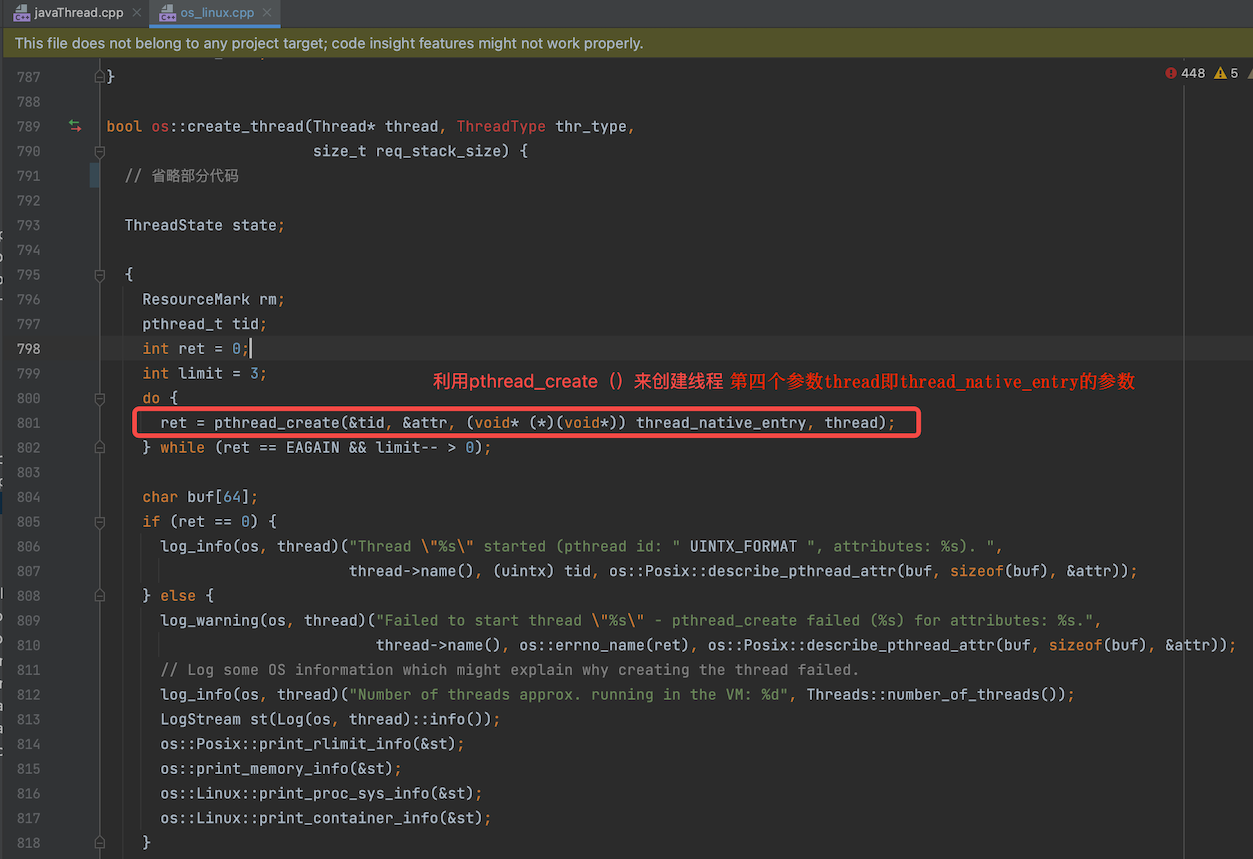 javaThread.cpp os_linux.cpp
This file does not belong to any project target; code insight features might not work properly.
448 5
787 }
788
789 bool os::create_thread(Thread* thread, ThreadType thr_type,
790 size_t req_stack_size) {
791 // 省略部分代码
792
793 ThreadState state;
794
795 {
796 ResourceMark rm;
797 pthread_t tid;
798 int ret = 0;
799 int limit = 3;
利用pthread_create（）来创建线程 第四个参数thread即thread_native_entry的参数
800 do {
801 ret = pthread_create(&tid, &attr, (void* (*)(void*)) thread_native_entry, thread);
802 } while (ret == EAGAIN && limit-- > 0);
803
804 char buf[64];
805 if (ret == 0) {
806 log_info(os, thread)("Thread \"%s\" started (pthread id: " UINTX_FORMAT ", attributes: %s). ",
807 thread->name(), (uintx) tid, os::Posix::describe_pthread_attr(buf, sizeof(buf), &attr));
808 } else {
809 log_warning(os, thread)("Failed to start thread \"%s\" - pthread_create failed (%s) for attributes: %s.",
810 thread->name(), os::errno_name(ret), os::Posix::describe_pthread_attr(buf, sizeof(buf), &attr));
811 // Log some OS information which might explain why creating the thread failed.
812 log_info(os, thread)("Number of threads approx. running in the VM: %d", Threads::number_of_threads());
813 LogStream st(Log(os, thread)::info());
814 os::Posix::print_rlimit_info(&st);
815 os::print_memory_info(&st);
816 os::Linux::print_proc_sys_info(&st);
817 os::Linux::print_container_info(&st);
818 }